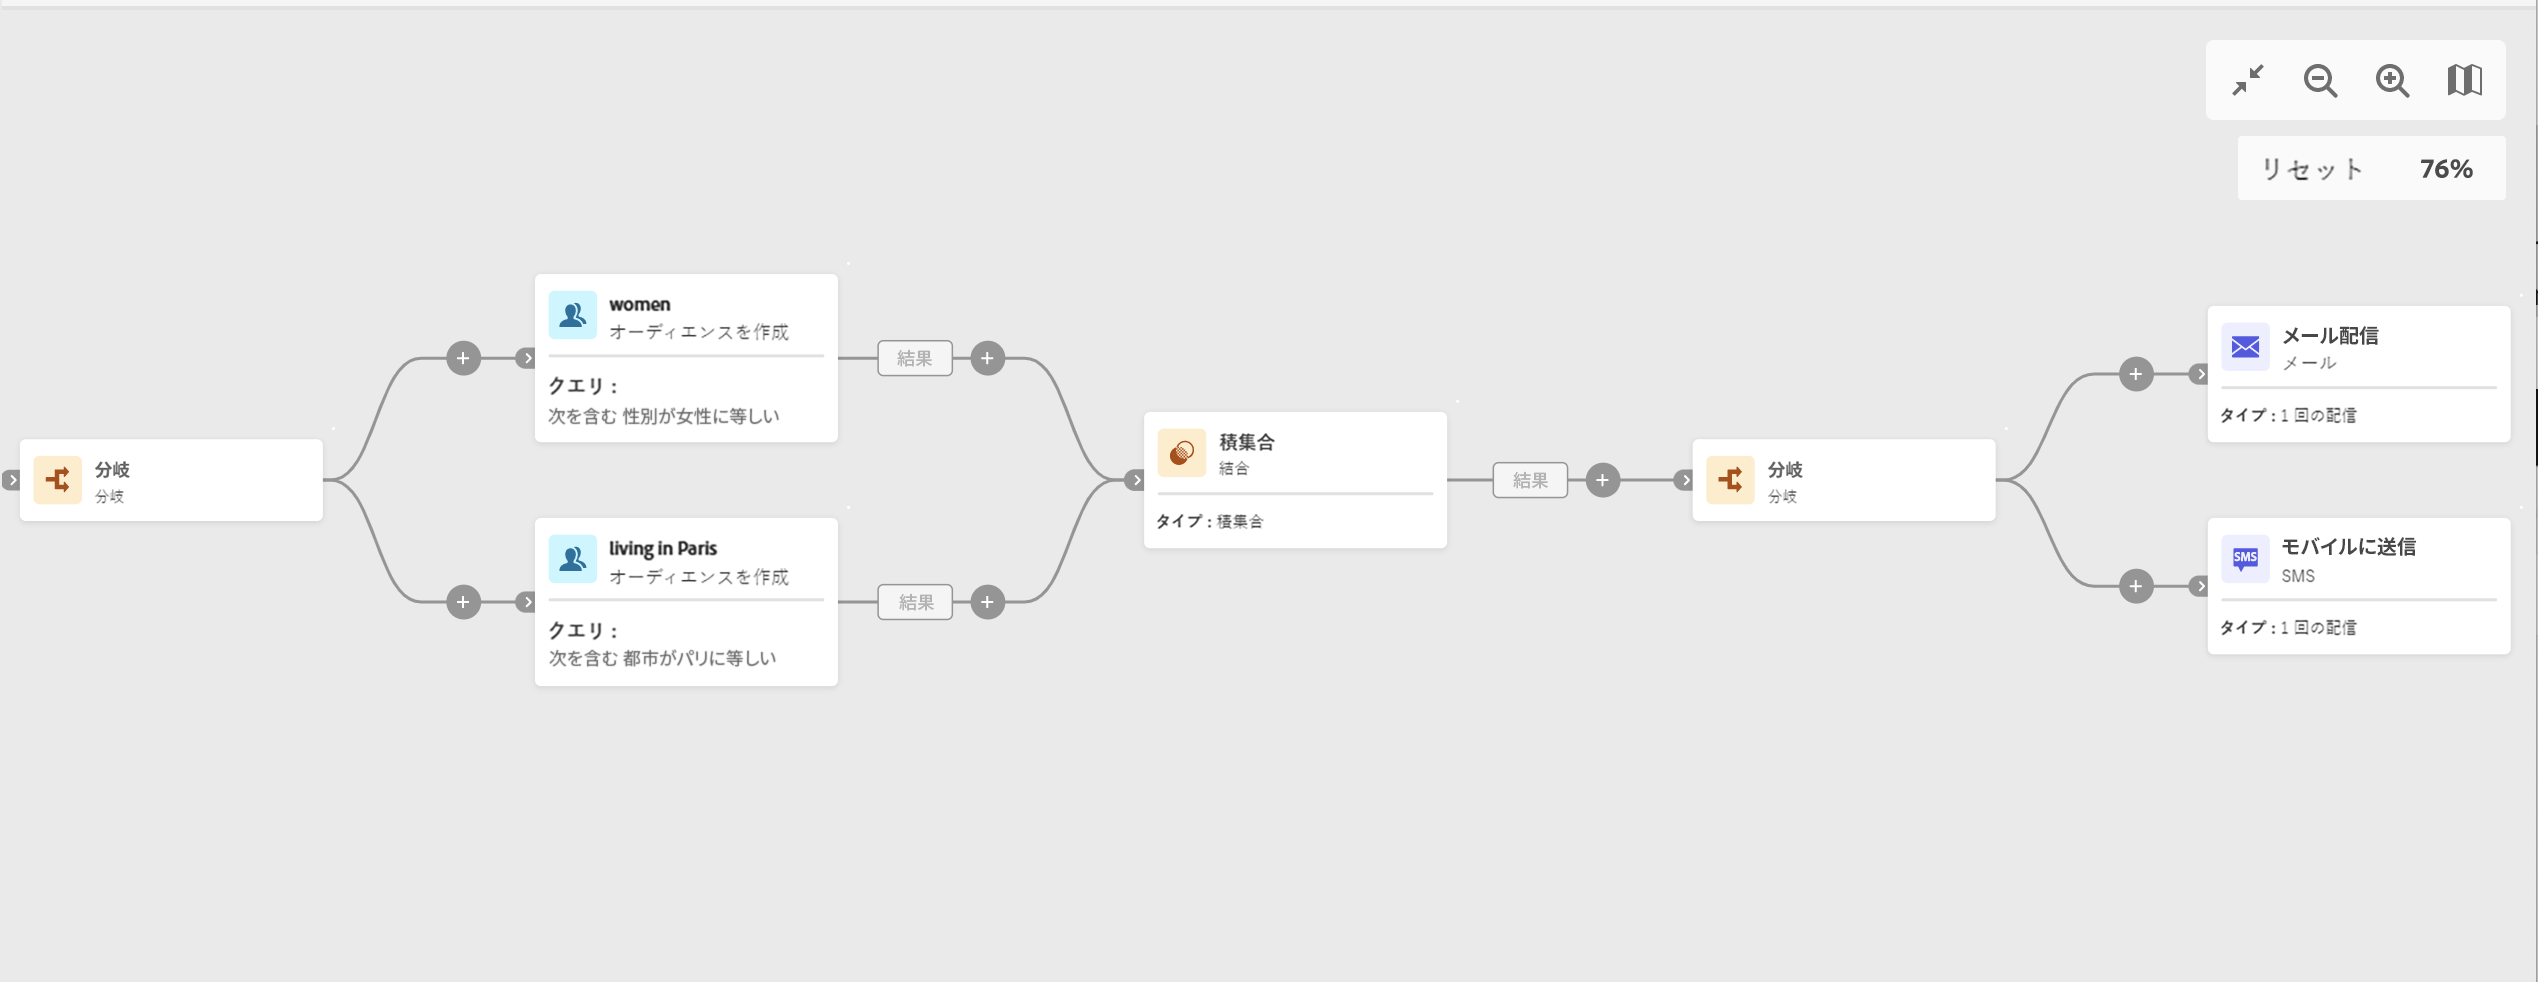 リセット 76%
分岐
分岐
women
オーディエンスを作成
クエリ：
次を含む 性別が女性に等しい
結果
living in Paris
オーディエンスを作成
クエリ：
次を含む 都市がパリに等しい
結果
積集合
結合
タイプ：積集合
結果
分岐
分岐
メール配信
メール
タイプ：1 回の配信
SMS
モバイルに送信
SMS
タイプ：1 回の配信